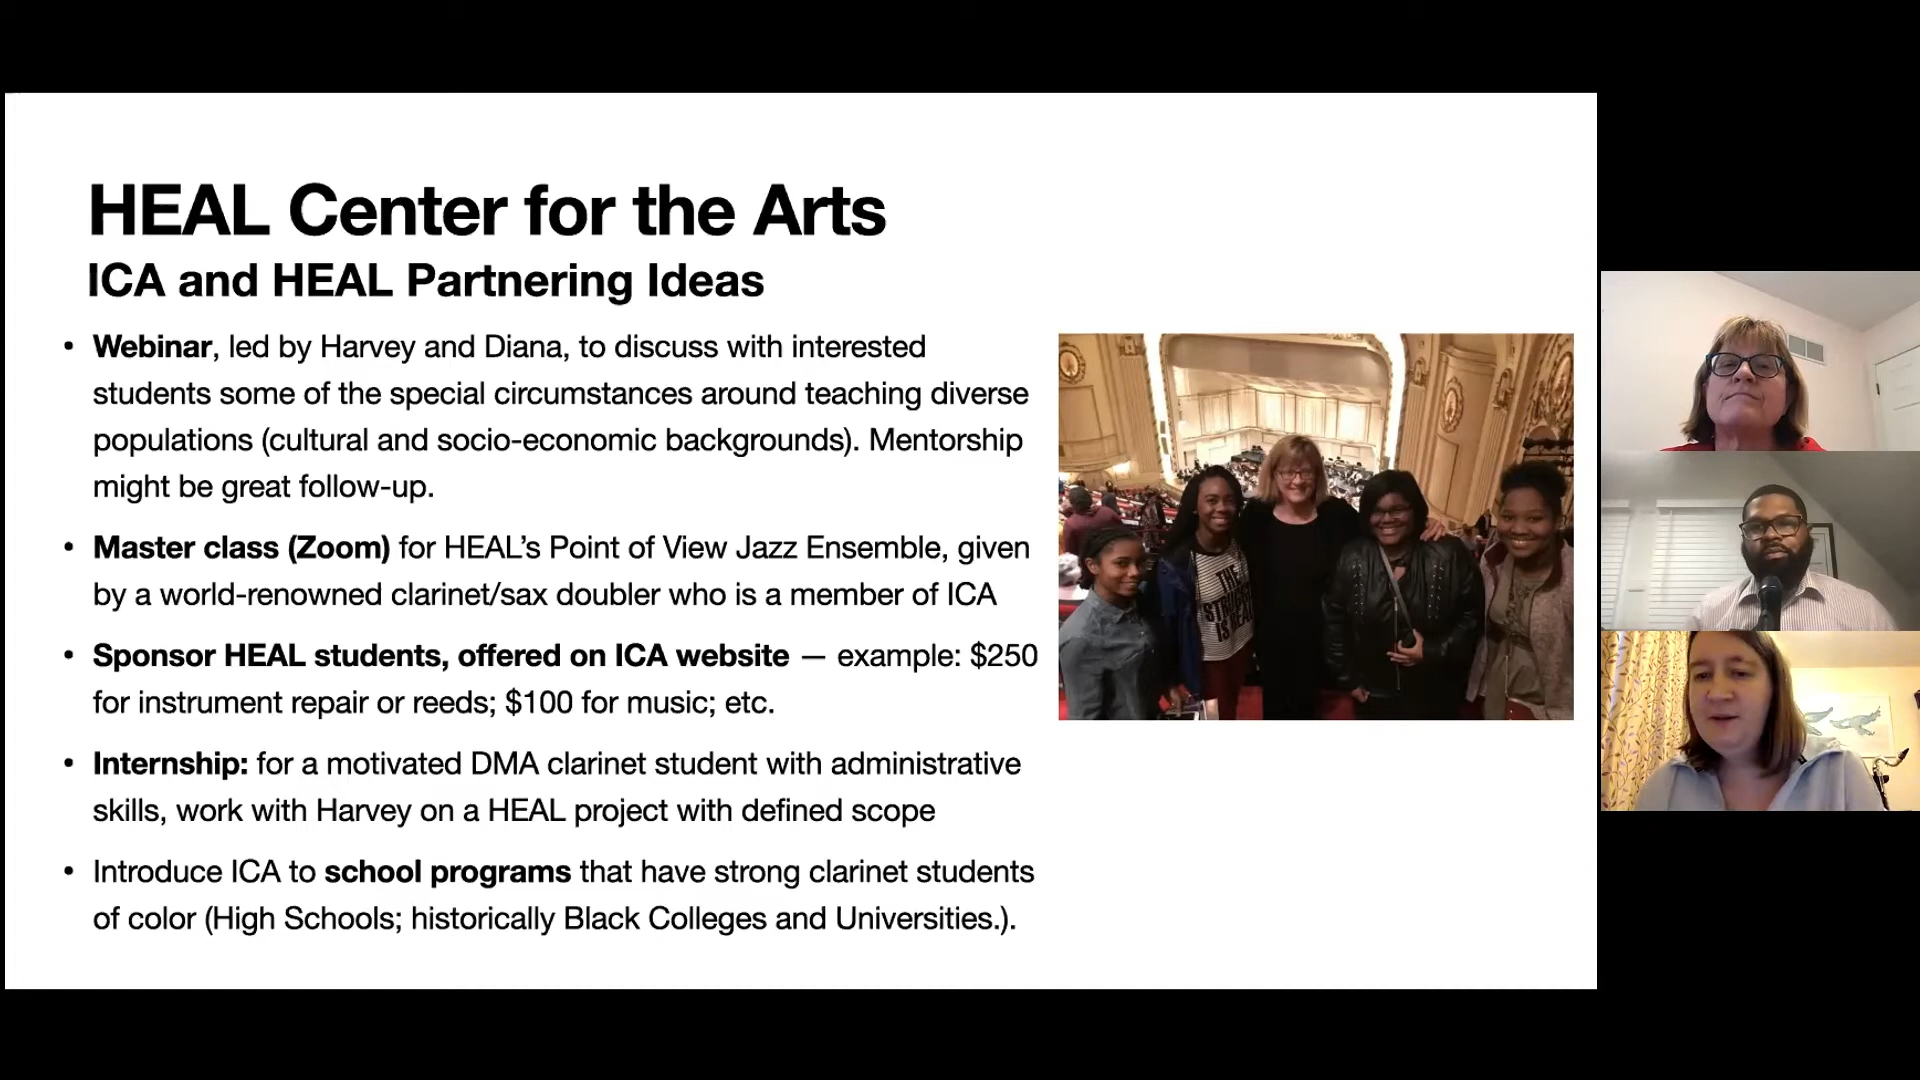 HEAL Center for the Arts
ICA and HEAL Partnering Ideas
• Webinar, led by Harvey and Diana, to discuss with interested
students some of the special circumstances around teaching diverse
populations (cultural and socio-economic backgrounds). Mentorship
might be great follow-up.
• Master class (Zoom) for HEAL’s Point of View Jazz Ensemble, given
by a world-renowned clarinet/sax doubler who is a member of ICA
• Sponsor HEAL students, offered on ICA website — example: $250
for instrument repair or reeds; $100 for music; etc.
• Internship: for a motivated DMA clarinet student with administrative
skills, work with Harvey on a HEAL project with defined scope
• Introduce ICA to school programs that have strong clarinet students
of color (High Schools; historically Black Colleges and Universities.).
THE
IS REAL